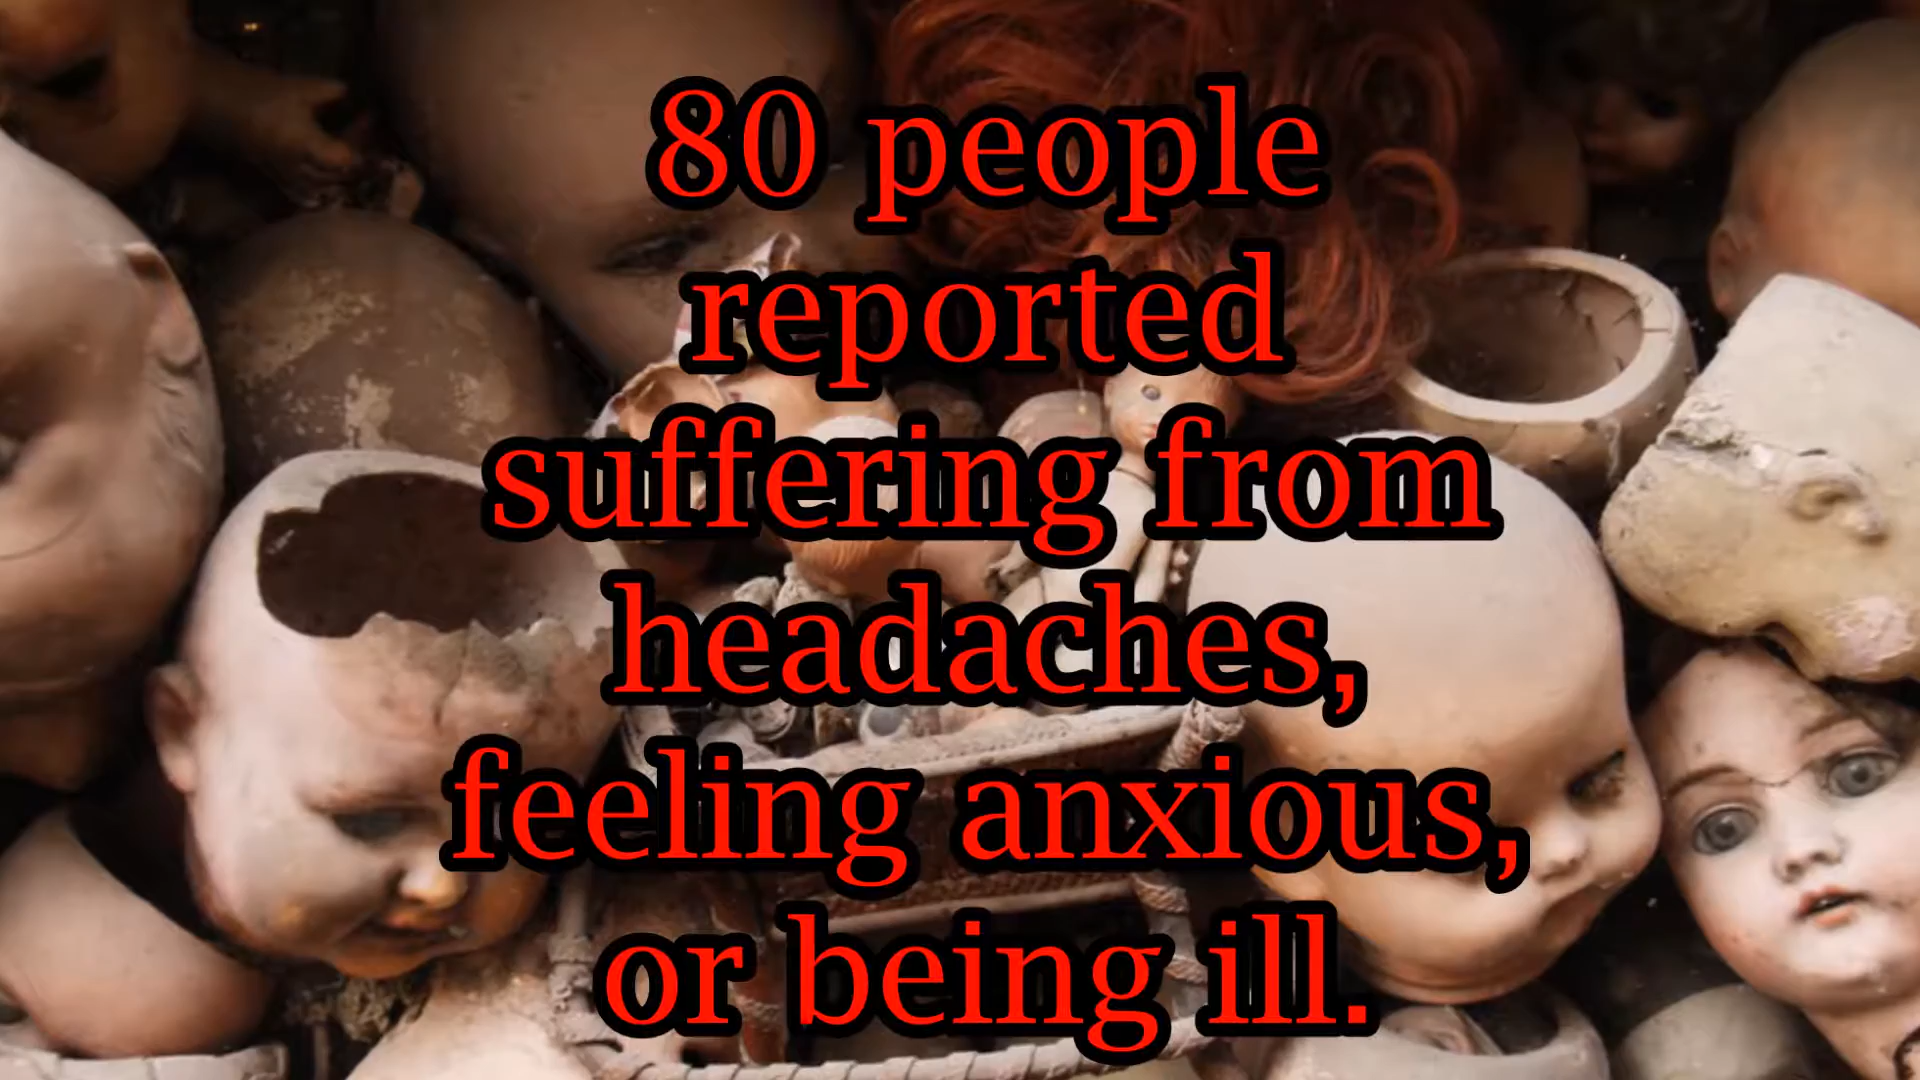 80 people
reported
suffering from
headaches,
feeling anxious,
or being ill.